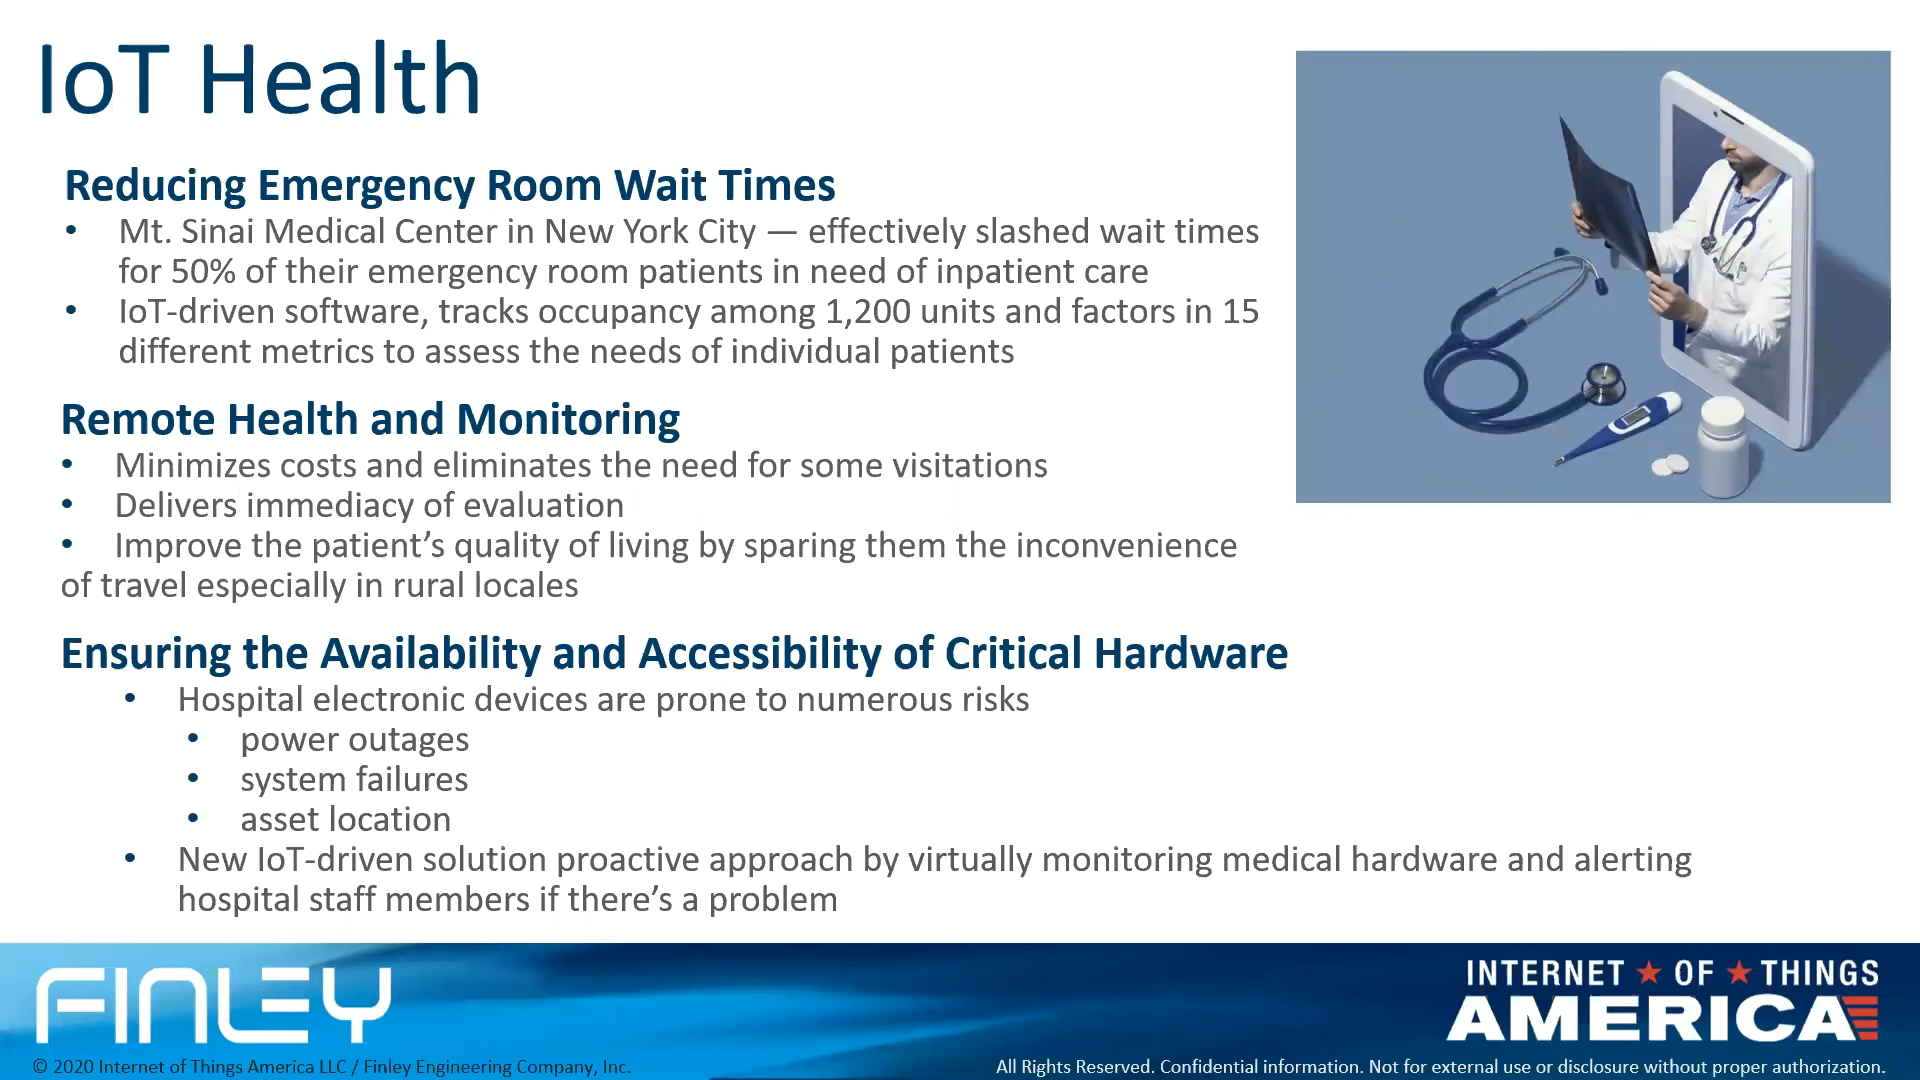 IoT Health
Reducing Emergency Room Wait Times
• Mt. Sinai Medical Center in New York City — effectively slashed wait times
for 50% of their emergency room patients in need of inpatient care
• IoT-driven software, tracks occupancy among 1,200 units and factors in 15
different metrics to assess the needs of individual patients
Remote Health and Monitoring
• Minimizes costs and eliminates the need for some visitations
• Delivers immediacy of evaluation
• Improve the patient’s quality of living by sparing them the inconvenience
of travel especially in rural locales
Ensuring the Availability and Accessibility of Critical Hardware
• Hospital electronic devices are prone to numerous risks
• power outages
• system failures
• asset location
• New IoT-driven solution proactive approach by virtually monitoring medical hardware and alerting
hospital staff members if there’s a problem
FINLEY
INTERNET ★ OF ★ THINGS
AMERICA
© 2020 Internet of Things America LLC / Finley Engineering Company, Inc.
All Rights Reserved. Confidential information. Not for external use or disclosure without proper authorization.